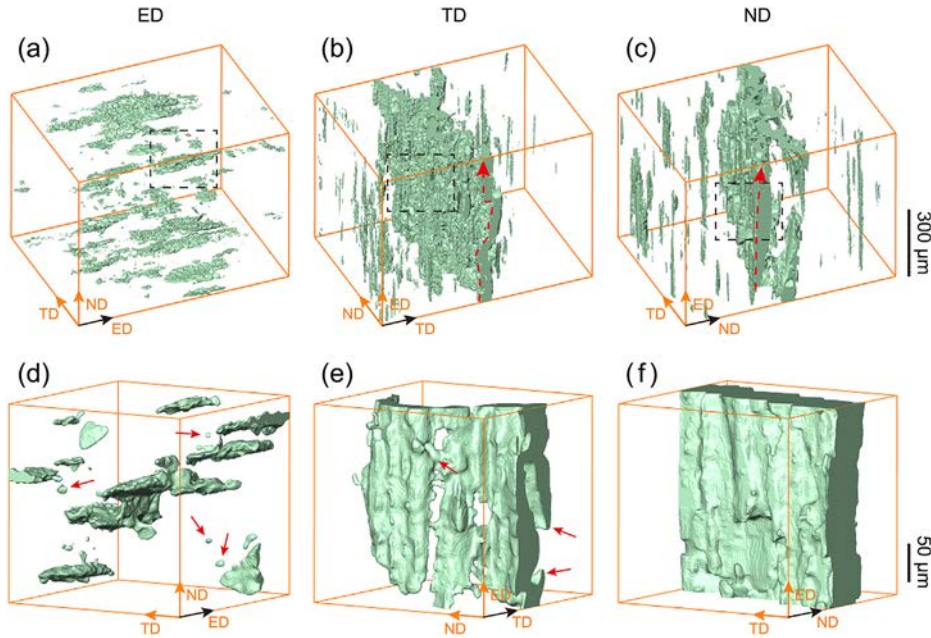 ED TD ND
(a) (b) (c)
ND ED ED
TD ED ND TD TD ND
300 μm
(d) (e) (f)
ND ED ED
TD ED ND TD TD ND
50 μm